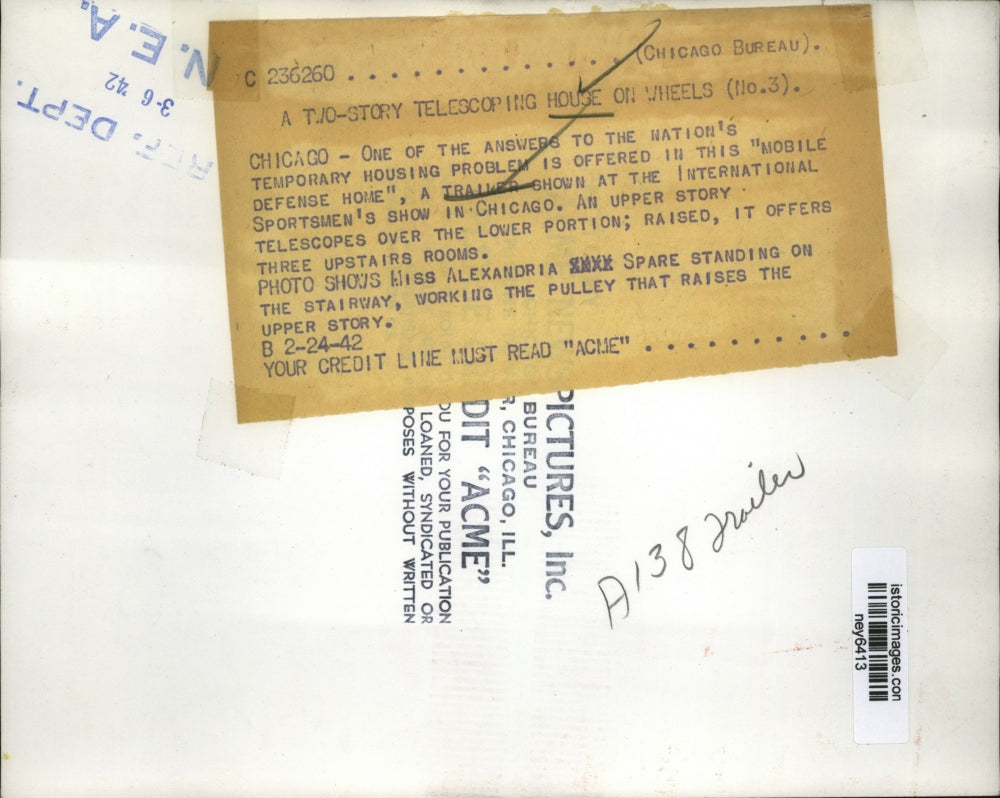 C 236260 . . . . . . . . . . . . . (CHICAGO BUREAU).
A TWO-STORY TELESCOPING HOUSE ON WHEELS (NO.3).
CHICAGO - ONE OF THE ANSWERS TO THE NATION'S
TEMPORARY HOUSING PROBLEM IS OFFERED IN THIS "MOBILE
DEFENSE HOME", A TRAILER SHOWN AT THE INTERNATIONAL
SPORTSMEN'S SHOW IN CHICAGO. AN UPPER STORY
TELESCOPES OVER THE LOWER PORTION; RAISED, IT OFFERS
THREE UPSTAIRS ROOMS.
PHOTO SHOWS MISS ALEXANDRIA XXXX SPARE STANDING ON
THE STAIRWAY, WORKING THE PULLEY THAT RAISES THE
UPPER STORY.
B 2-24-42
YOUR CREDIT LINE MUST READ "ACME" . . . . . . . . . . .
N. E. A.
3-6 '42
REF. DEPT.
PICTURES, Inc.
BUREAU
R, CHICAGO, ILL.
DIT "ACME"
OU FOR YOUR PUBLICATION
LOANED, SYNDICATED OR
POSES WITHOUT WRITTEN
A138 Trailer
istoricimages.con
ney6413